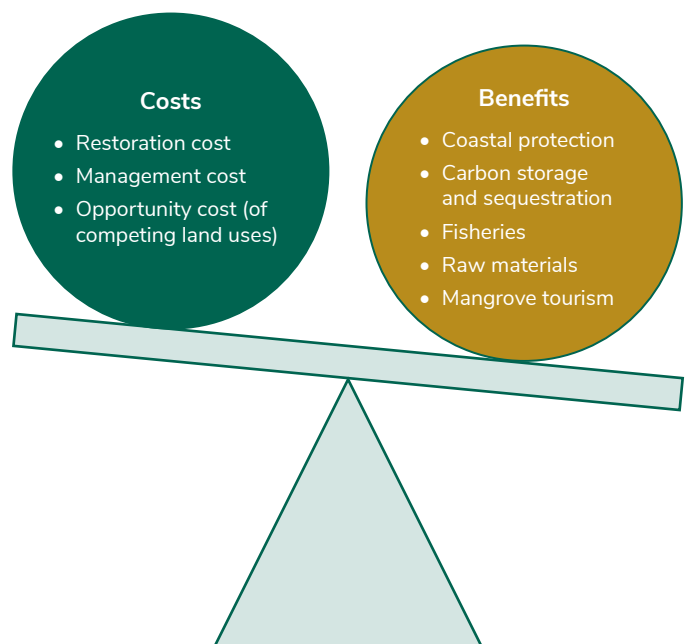 Costs
• Restoration cost
• Management cost
• Opportunity cost (of
competing land uses)
Benefits
• Coastal protection
• Carbon storage
and sequestration
• Fisheries
• Raw materials
• Mangrove tourism